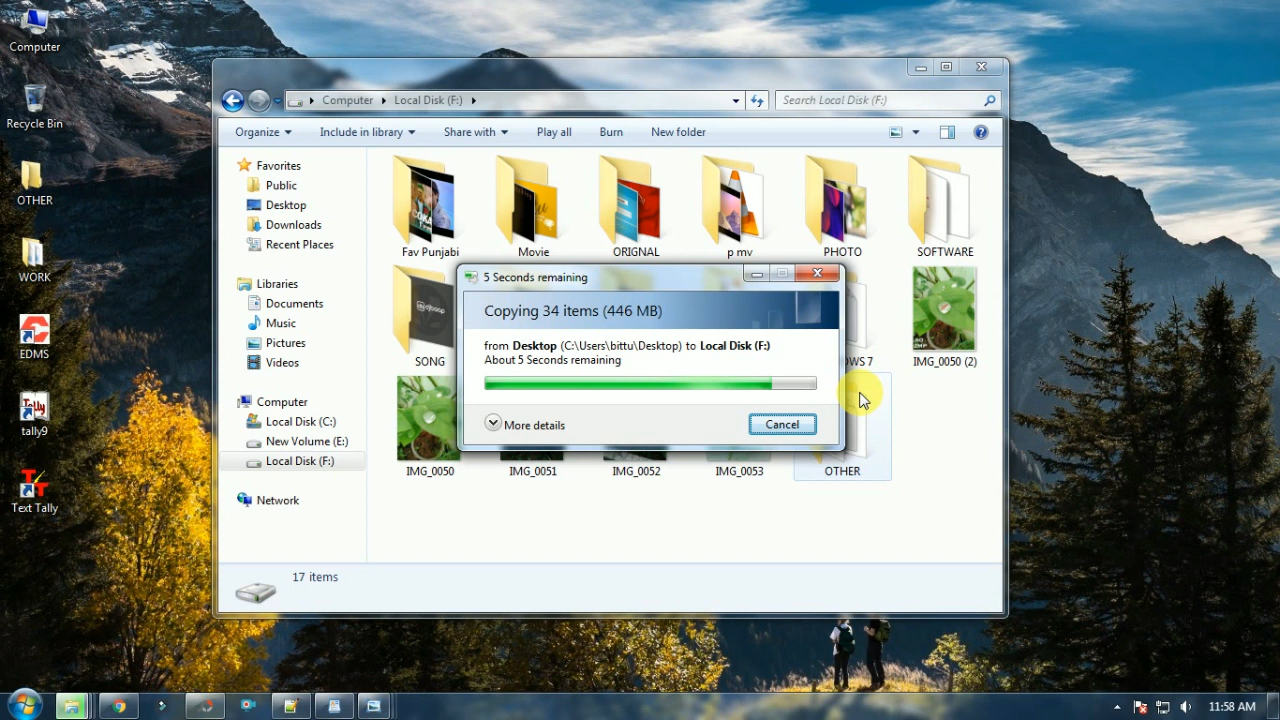 Computer
Recycle Bin
OTHER
WORK
EDMS
tally9
Text Tally
Computer
Local Disk (F:)
Search Local Disk (F:)
Organize
Include in library
Share with
Play all
Burn
New folder
Favorites
Public
Desktop
Downloads
Recent Places
Libraries
Documents
Music
Pictures
Videos
Computer
Local Disk (C:)
New Volume (E:)
Local Disk (F:)
Network
Fav Punjabi
Movie
ORIGNAL
p mv
PHOTO
SOFTWARE
SONG
OWS 7
IMG_0050 (2)
IMG_0050
IMG_0051
IMG_0052
IMG_0053
OTHER
5 Seconds remaining
Copying 34 items (446 MB)
from Desktop (C:\Users\bittu\Desktop) to Local Disk (F:)
About 5 Seconds remaining
More details
Cancel
17 items
11:58 AM